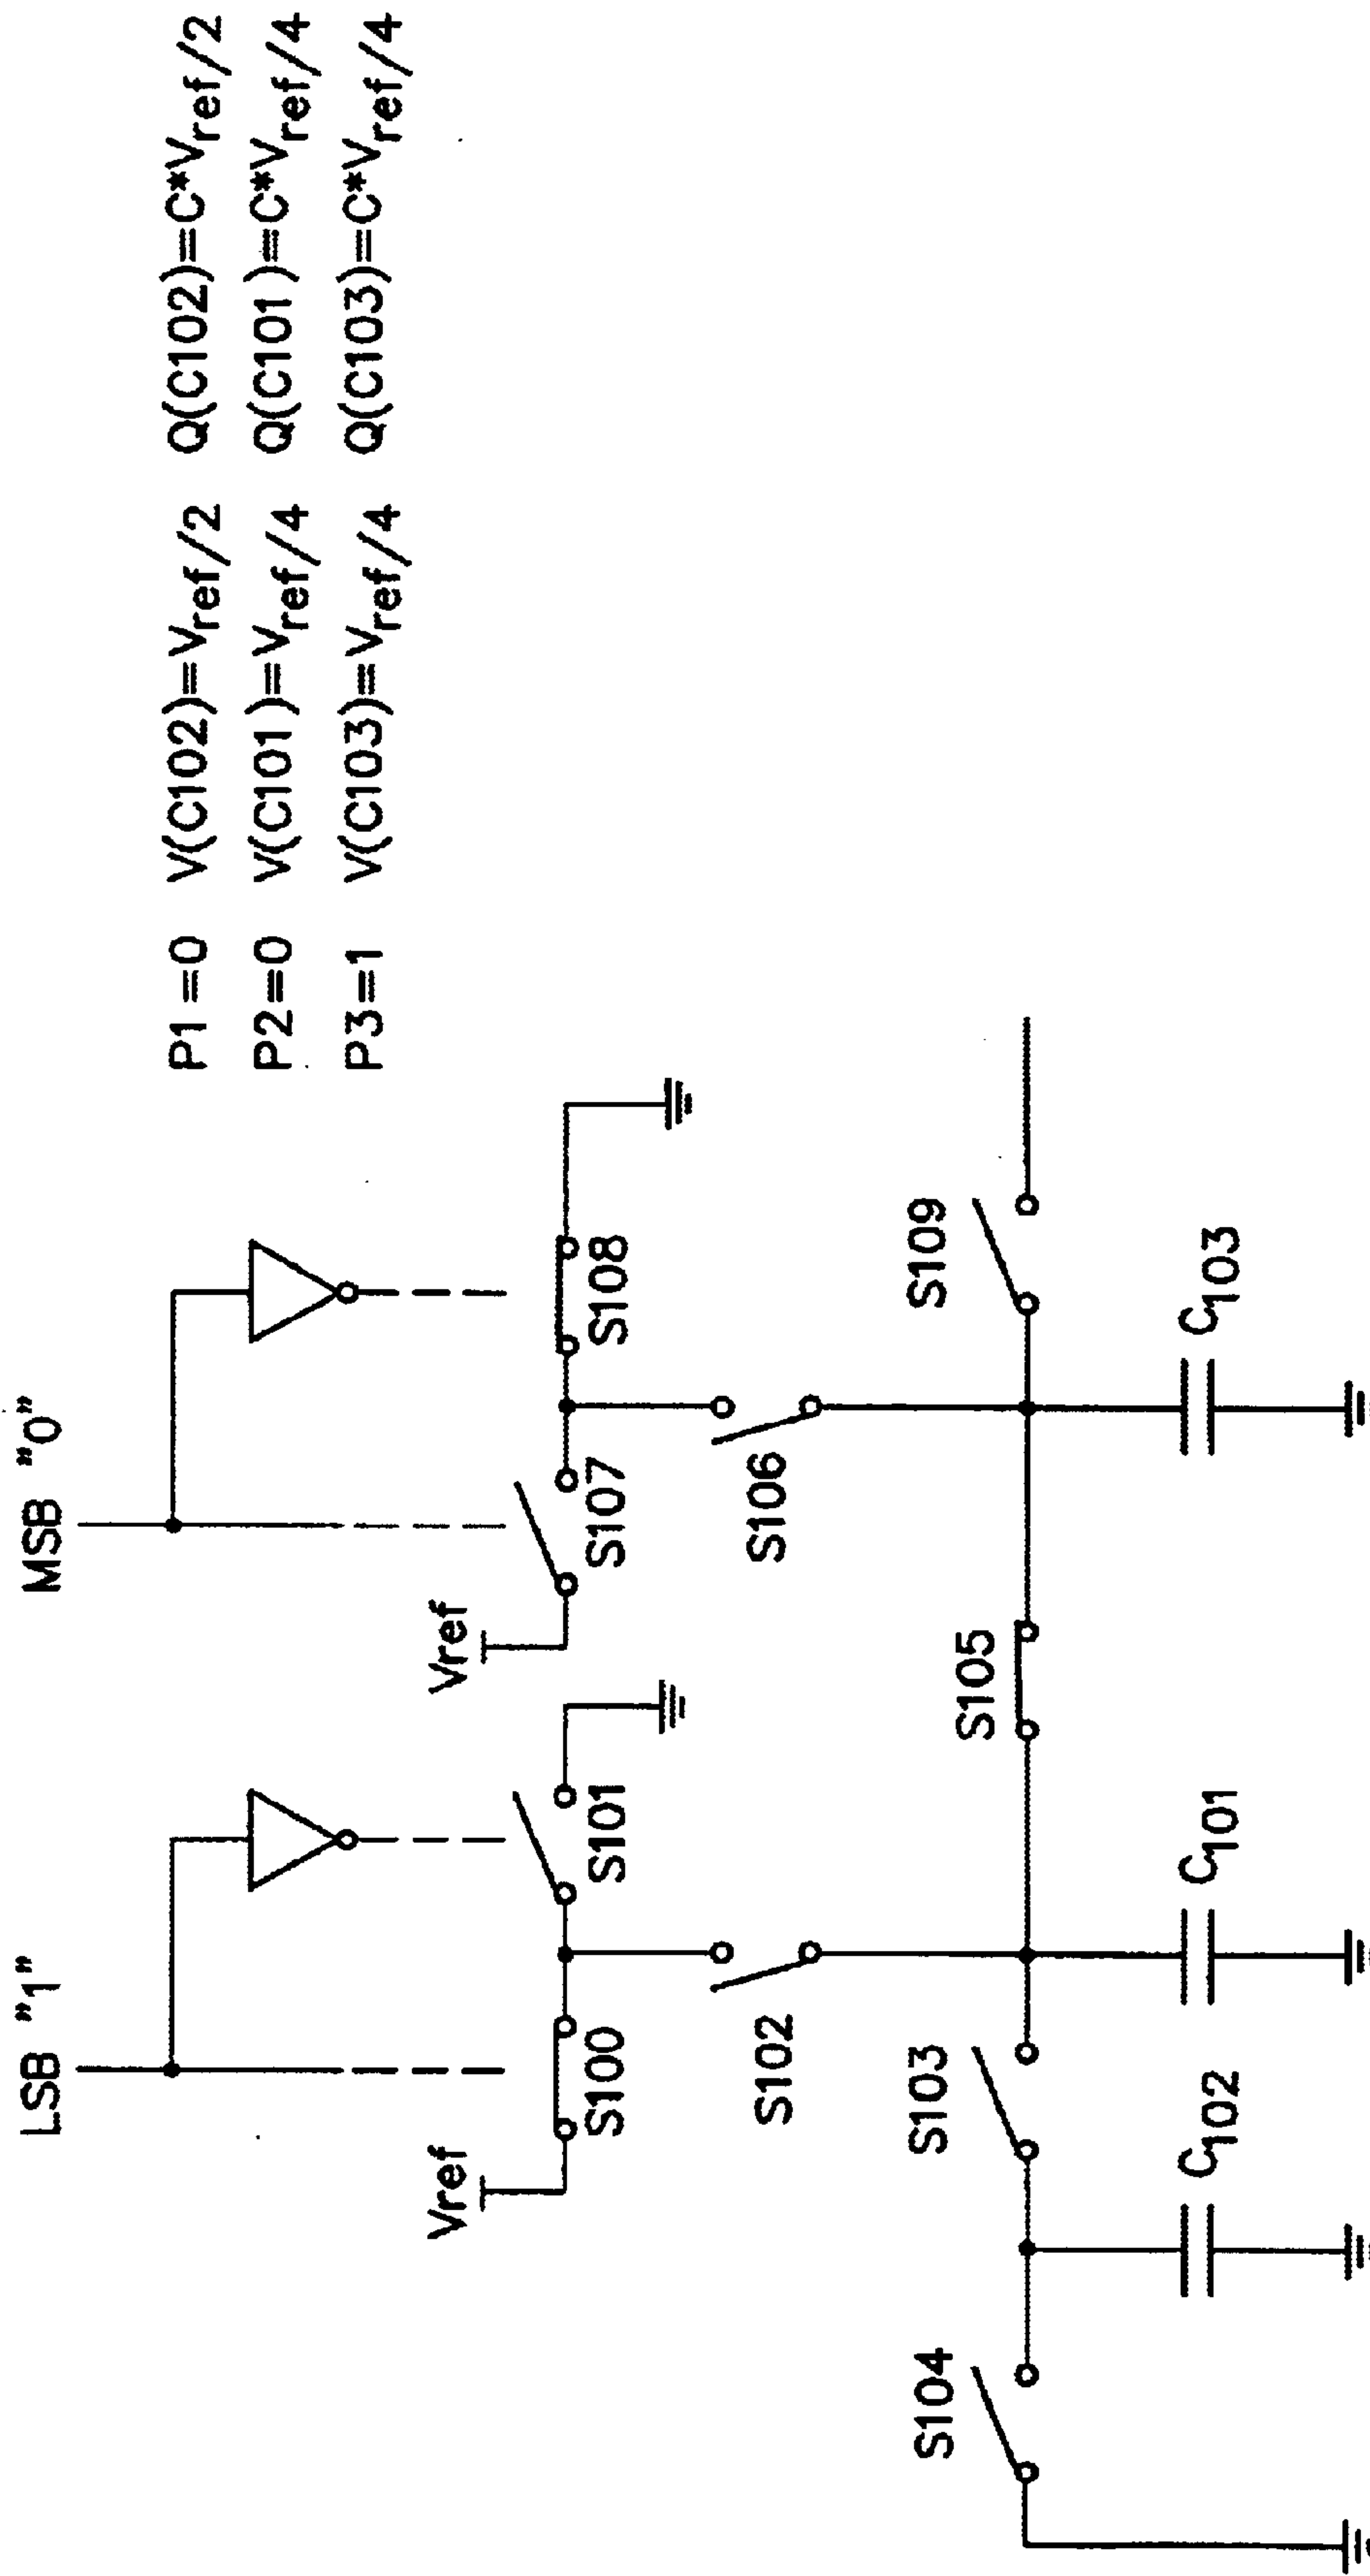 LSB "1"
MSB "0"
P1=0 V(C102)=Vref/2 Q(C102)=C*Vref/2
P2=0 V(C101)=Vref/4 Q(C101)=C*Vref/4
P3=1 V(C103)=Vref/4 Q(C103)=C*Vref/4
Vref
Vref
S100
S101
S107
S108
S102
S106
S104
S103
S105
S109
C102
C101
C103